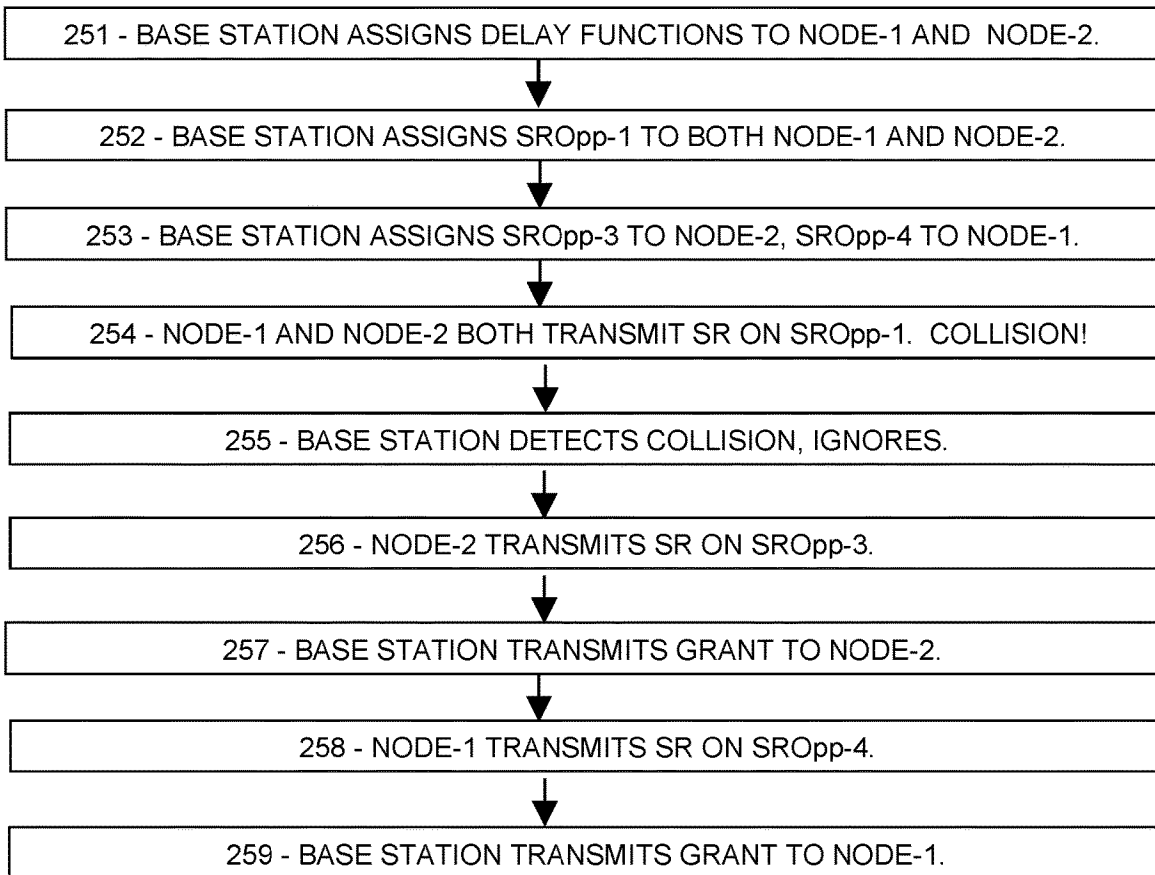 251 - BASE STATION ASSIGNS DELAY FUNCTIONS TO NODE-1 AND NODE-2.
252 - BASE STATION ASSIGNS SROpp-1 TO BOTH NODE-1 AND NODE-2.
253 - BASE STATION ASSIGNS SROpp-3 TO NODE-2, SROpp-4 TO NODE-1.
254 - NODE-1 AND NODE-2 BOTH TRANSMIT SR ON SROpp-1. COLLISION!
255 - BASE STATION DETECTS COLLISION, IGNORES.
256 - NODE-2 TRANSMITS SR ON SROpp-3.
257 - BASE STATION TRANSMITS GRANT TO NODE-2.
258 - NODE-1 TRANSMITS SR ON SROpp-4.
259 - BASE STATION TRANSMITS GRANT TO NODE-1.